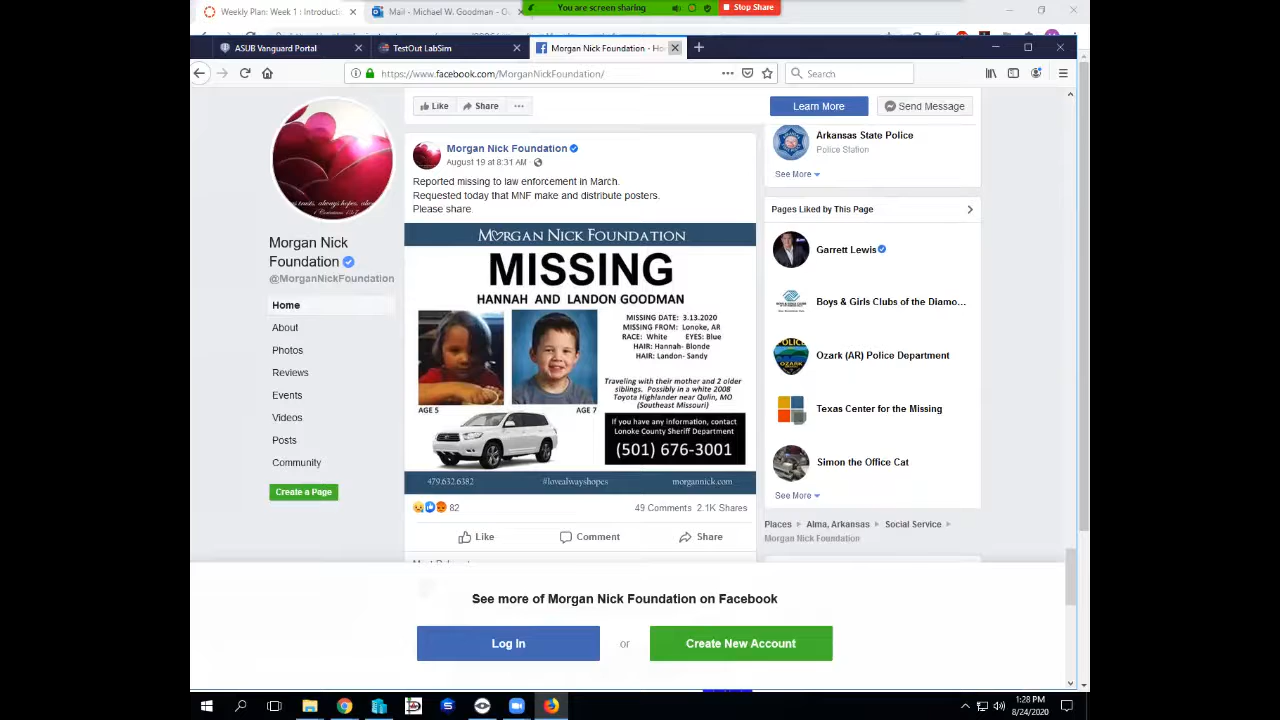 Weekly Plan: Week 1 : Introducti
Mail - Michael W. Goodman - O
You are screen sharing
Stop Share
ASUB Vanguard Portal
TestOut LabSim
Morgan Nick Foundation - Ho
https://www.facebook.com/MorganNickFoundation/
Search
Like
Share
Learn More
Send Message
Morgan Nick
Foundation
@MorganNickFoundation
Home
About
Photos
Reviews
Events
Videos
Posts
Community
Create a Page
Morgan Nick Foundation
August 19 at 8:31 AM
Reported missing to law enforcement in March.
Requested today that MNF make and distribute posters.
Please share.
MORGAN NICK FOUNDATION
MISSING
HANNAH AND LANDON GOODMAN
MISSING DATE: 3.13.2020
MISSING FROM: Lonoke, AR
RACE: White EYES: Blue
HAIR: Hannah- Blonde
HAIR: Landon- Sandy
Traveling with their mother and 2 older
siblings. Possibly in a white 2008
Toyota Highlander near Qulin, MO
(Southeast Missouri)
AGE 5
AGE 7
If you have any information, contact
Lonoke County Sheriff Department
(501) 676-3001
479.632.6382
#lovealwayshopes
morgannick.com
82
49 Comments 2.1K Shares
Like
Comment
Share
Arkansas State Police
Police Station
See More
Pages Liked by This Page
Garrett Lewis
Boys & Girls Clubs of the Diamo...
Ozark (AR) Police Department
Texas Center for the Missing
Simon the Office Cat
See More
Places
Alma, Arkansas
Social Service
Morgan Nick Foundation
See more of Morgan Nick Foundation on Facebook
Log In
or
Create New Account
1:28 PM
8/24/2020